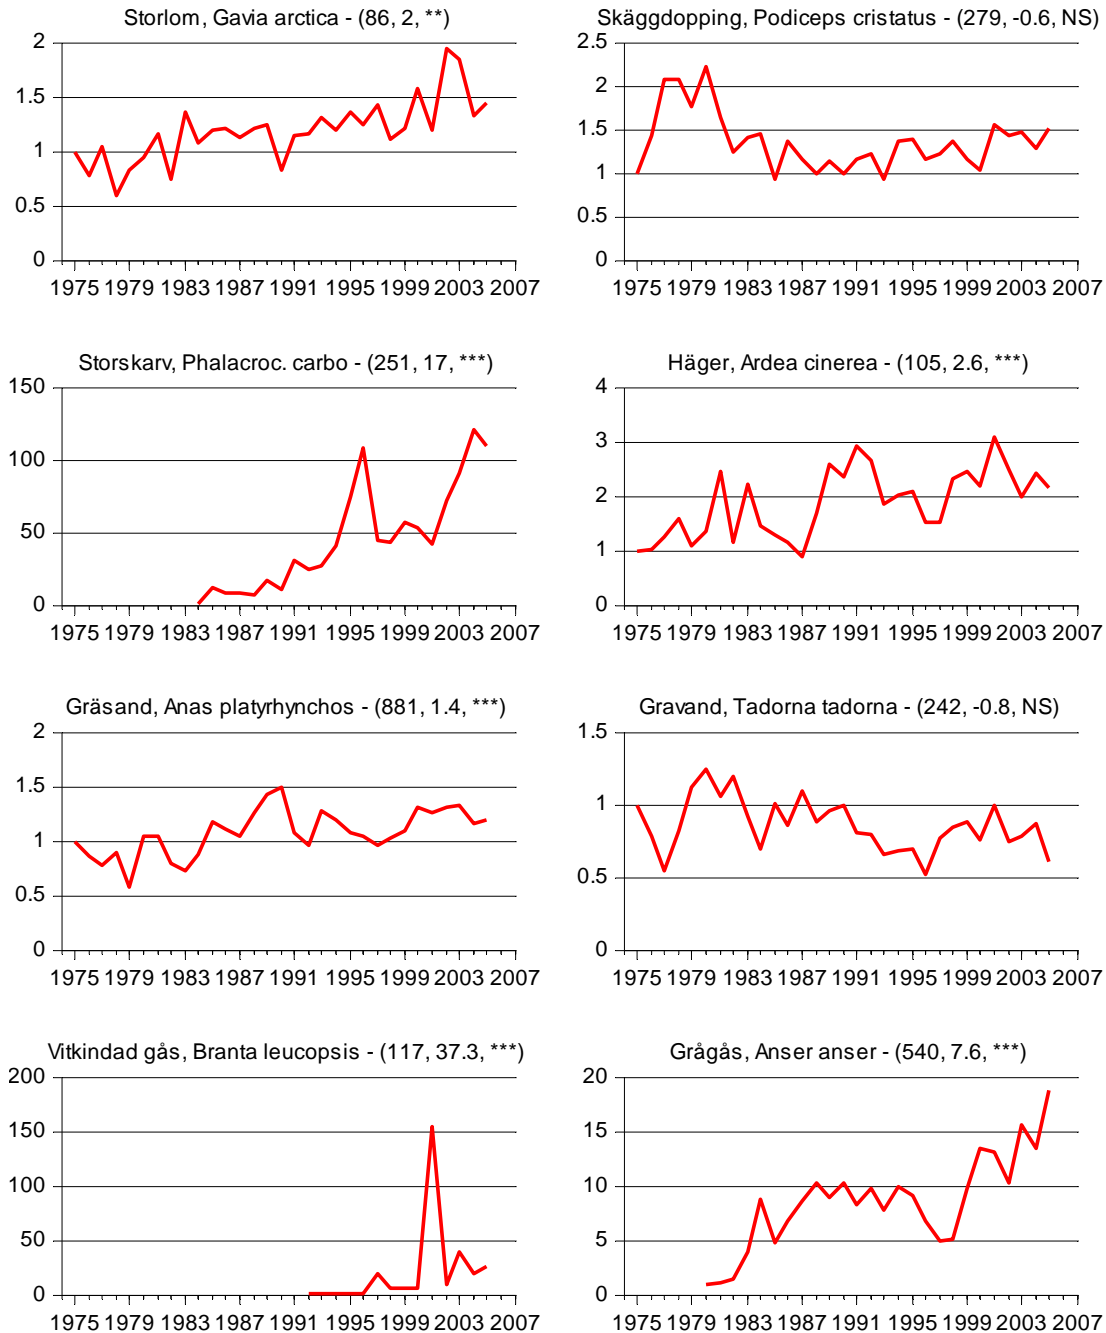 Storlom, Gavia arctica - (86, 2, **)
2
1.5
1
0.5
0
1975 1979 1983 1987 1991 1995 1999 2003 2007
Skäggdopping, Podiceps cristatus - (279, -0.6, NS)
2.5
2
1.5
1
0.5
0
1975 1979 1983 1987 1991 1995 1999 2003 2007
Storskarv, Phalacroc. carbo - (251, 17, ***)
150
100
50
0
1975 1979 1983 1987 1991 1995 1999 2003 2007
Häger, Ardea cinerea - (105, 2.6, ***)
4
3
2
1
0
1975 1979 1983 1987 1991 1995 1999 2003 2007
Gräsand, Anas platyrhynchos - (881, 1.4, ***)
2
1.5
1
0.5
0
1975 1979 1983 1987 1991 1995 1999 2003 2007
Gravand, Tadorna tadorna - (242, -0.8, NS)
1.5
1
0.5
0
1975 1979 1983 1987 1991 1995 1999 2003 2007
Vitkindad gås, Branta leucopsis - (117, 37.3, ***)
200
150
100
50
0
1975 1979 1983 1987 1991 1995 1999 2003 2007
Grågås, Anser anser - (540, 7.6, ***)
20
15
10
5
0
1975 1979 1983 1987 1991 1995 1999 2003 2007